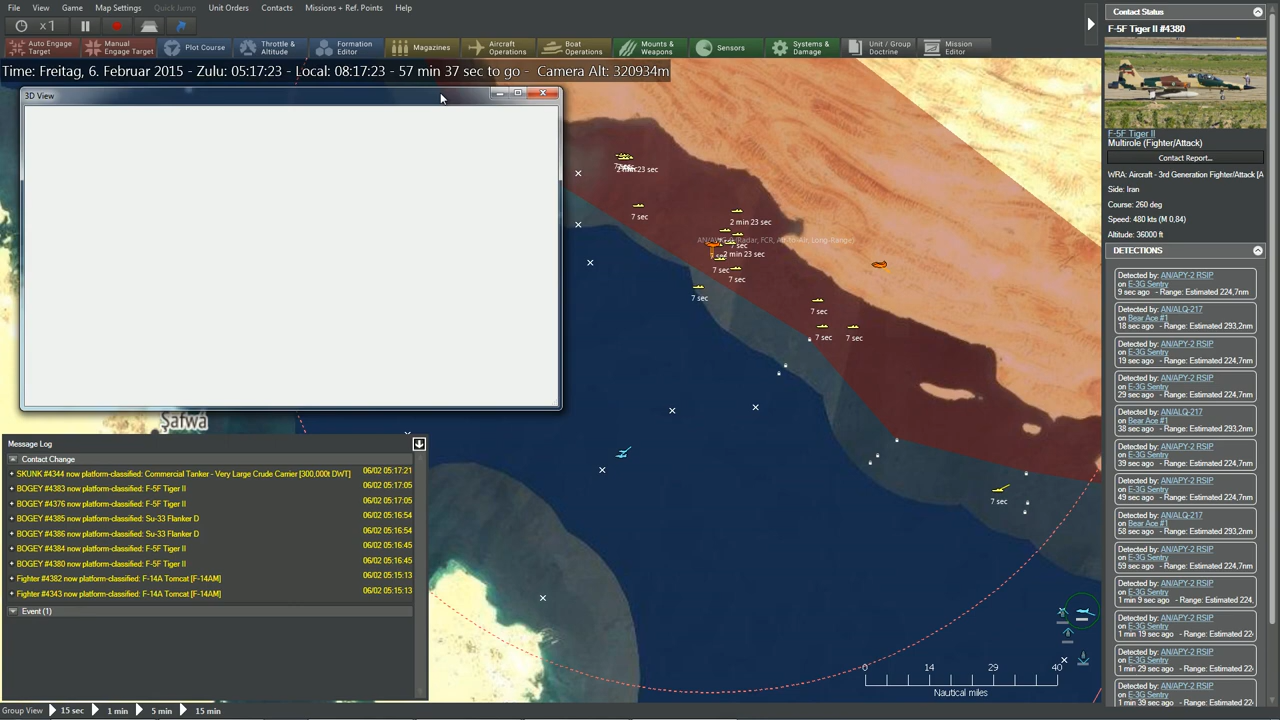 File View Game Map Settings Quick Jump Unit Orders Contacts Missions + Ref. Points Help
×1
Auto Engage Target
Manual Engage Target
Plot Course
Throttle & Altitude
Formation Editor
Magazines
Aircraft Operations
Boat Operations
Mounts & Weapons
Sensors
Systems & Damage
Unit / Group Doctrine
Mission Editor
Time: Freitag, 6. Februar 2015 - Zulu: 05:17:23 - Local: 08:17:23 - 57 min 37 sec to go - Camera Alt: 320934m
3D View
2 min 23 sec
7 sec
2 min 23 sec
AN/AWG-9 (Radar, FCR, Air-to-Air, Long-Range)
7 sec
2 min 23 sec
7 sec
7 sec
7 sec
7 sec
7 sec
7 sec
7 sec
Şafwá
Message Log
Contact Change
SKUNK #4344 now platform-classified: Commercial Tanker - Very Large Crude Carrier [300,000t DWT] 06/02 05:17:21
BOGEY #4383 now platform-classified: F-5F Tiger II 06/02 05:17:05
BOGEY #4376 now platform-classified: F-5F Tiger II 06/02 05:17:05
BOGEY #4385 now platform-classified: Su-33 Flanker D 06/02 05:16:54
BOGEY #4386 now platform-classified: Su-33 Flanker D 06/02 05:16:54
BOGEY #4384 now platform-classified: F-5F Tiger II 06/02 05:16:45
BOGEY #4380 now platform-classified: F-5F Tiger II 06/02 05:16:45
Fighter #4382 now platform-classified: F-14A Tomcat [F-14AM] 06/02 05:15:13
Fighter #4343 now platform-classified: F-14A Tomcat [F-14AM] 06/02 05:15:13
Event (1)
0 14 29 40
Nautical miles
Group View 15 sec 1 min 5 min 15 min
Contact Status
F-5F Tiger II #4380
F-5F Tiger II
Multirole (Fighter/Attack)
Contact Report...
WRA: Aircraft - 3rd Generation Fighter/Attack [A
Side: Iran
Course: 260 deg
Speed: 480 kts (M 0,84)
Altitude: 36000 ft
DETECTIONS
Detected by: AN/APY-2 RSIP
on E-3G Sentry
9 sec ago - Range: Estimated 224,7nm
Detected by: AN/ALQ-217
on Bear Ace #1
18 sec ago - Range: Estimated 293,2nm
Detected by: AN/APY-2 RSIP
on E-3G Sentry
19 sec ago - Range: Estimated 224,7nm
Detected by: AN/APY-2 RSIP
on E-3G Sentry
29 sec ago - Range: Estimated 224,7nm
Detected by: AN/ALQ-217
on Bear Ace #1
38 sec ago - Range: Estimated 293,2nm
Detected by: AN/APY-2 RSIP
on E-3G Sentry
39 sec ago - Range: Estimated 224,7nm
Detected by: AN/APY-2 RSIP
on E-3G Sentry
49 sec ago - Range: Estimated 224,7nm
Detected by: AN/ALQ-217
on Bear Ace #1
58 sec ago - Range: Estimated 293,2nm
Detected by: AN/APY-2 RSIP
on E-3G Sentry
59 sec ago - Range: Estimated 224,7nm
Detected by: AN/APY-2 RSIP
on E-3G Sentry
1 min 9 sec ago - Range: Estimated 224,
Detected by: AN/APY-2 RSIP
on E-3G Sentry
1 min 19 sec ago - Range: Estimated 22
Detected by: AN/APY-2 RSIP
on E-3G Sentry
1 min 29 sec ago - Range: Estimated 22
Detected by: AN/APY-2 RSIP
on E-3G Sentry
1 min 39 sec ago - Range: Estimated 22